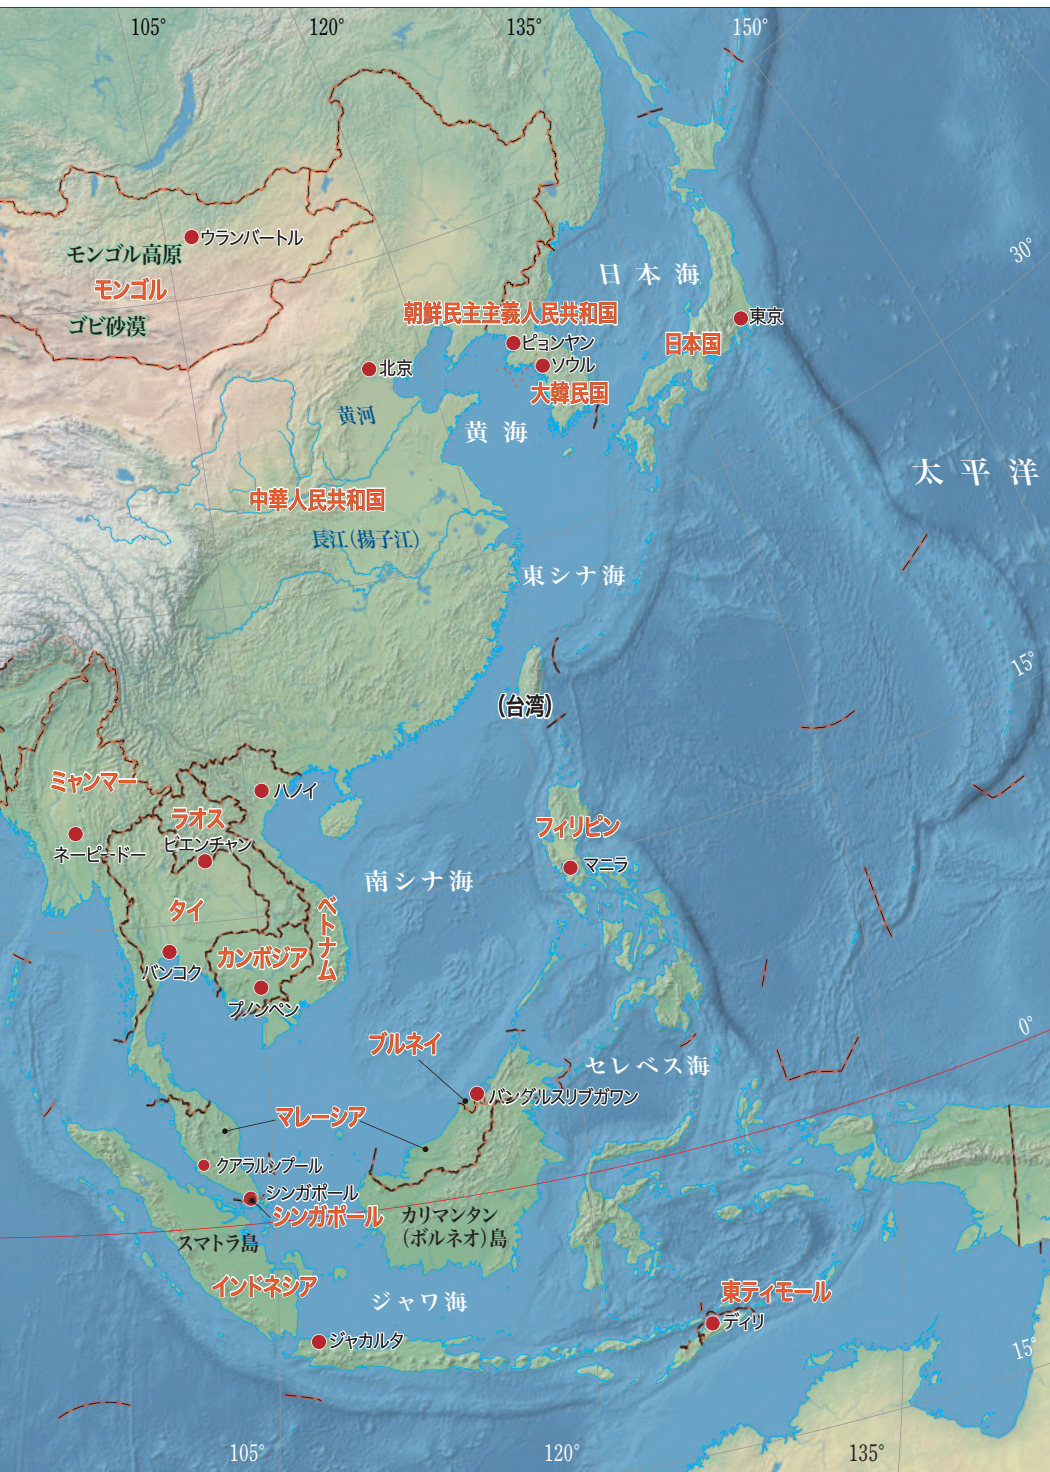 105°
120°
135°
150°
ウランバートル
モンゴル高原
モンゴル
ゴビ砂漠
日本海
30°
朝鮮民主主義人民共和国
東京
ピョンヤン
日本国
ソウル
北京
大韓民国
黄河
黄海
太平洋
中華人民共和国
長江(揚子江)
東シナ海
15°
(台湾)
ミャンマー
ハノイ
ラオス
フィリピン
ビエンチャン
ネーピードー
マニラ
南シナ海
タイ
ベトナム
カンボジア
バンコク
プノンペン
0°
ブルネイ
セレベス海
バンダルスリブガワン
マレーシア
クアラルンプール
シンガポール
シンガポール
カリマンタン
(ボルネオ)島
スマトラ島
インドネシア
東ティモール
ジャワ海
ディリ
ジャカルタ
15°
105°
120°
135°